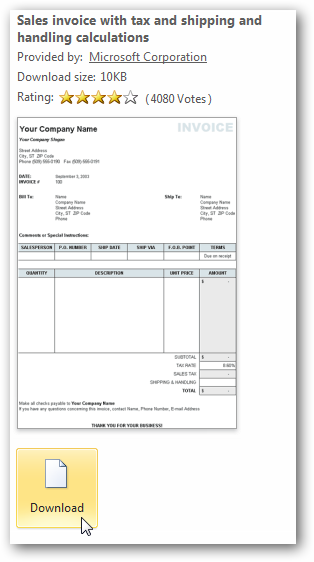 Sales invoice with tax and shipping and
handling calculations
Provided by: Microsoft Corporation
Download size: 10KB
Rating: (4080 Votes)
Your Company Name INVOICE
Your Company Slogan
Street Address
City, ST ZIP Code
Phone (509) 555-0190 Fax (509) 555-0191
DATE: September 3, 2003
INVOICE # 100
Bill To: Name Ship To: Name
Company Name Company Name
Street Address Street Address
City, ST ZIP Code City, ST ZIP Code
Phone Phone
Comments or Special Instructions:
SALESPERSON P.O. NUMBER SHIP DATE SHIP VIA F.O.B. POINT TERMS
Due on receipt
QUANTITY DESCRIPTION UNIT PRICE AMOUNT
$ -
SUBTOTAL $ -
TAX RATE 8.60%
SALES TAX -
SHIPPING & HANDLING
TOTAL $ -
Make all checks payable to Your Company Name
If you have any questions concerning this invoice, contact Name, Phone Number, E-mail Address
THANK YOU FOR YOUR BUSINESS!
Download